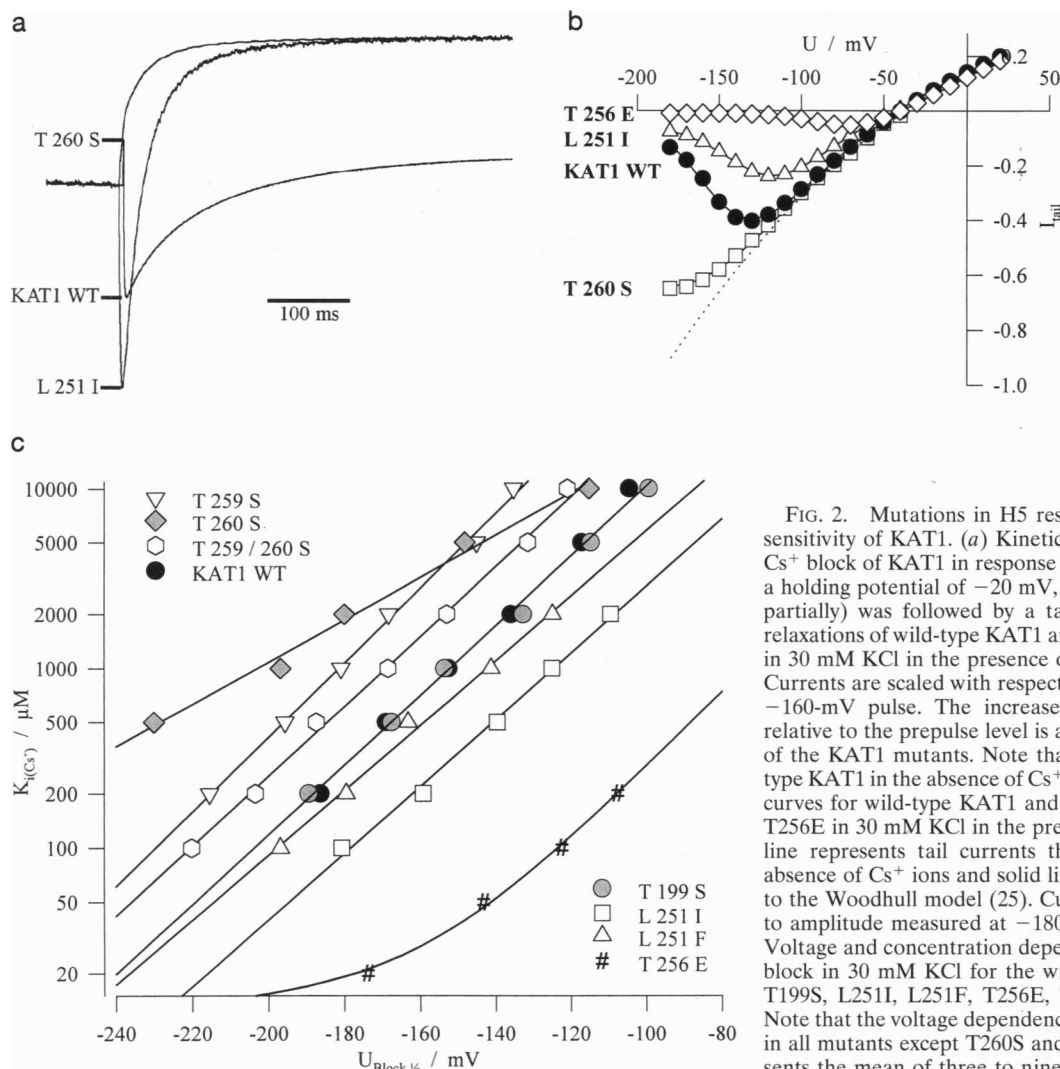 a
T 260 S
KAT1 WT
L 251 I
100 ms
b
U / mV
-200
-150
-100
-50
50
0.2
-0.2
-0.4
-0.6
-0.8
-1.0
I tail
T 256 E
L 251 I
KAT1 WT
T 260 S
c
10000
5000
2000
1000
500
200
100
50
20
K i(Cs+) / µM
T 259 S
T 260 S
T 259 / 260 S
KAT1 WT
T 199 S
L 251 I
L 251 F
T 256 E
-240
-220
-200
-180
-160
-140
-120
-100
-80
U Block ½ / mV
FIG. 2. Mutations in H5 res
sensitivity of KAT1. (a) Kinetic
Cs+ block of KAT1 in response
a holding potential of −20 mV,
partially) was followed by a ta
relaxations of wild-type KAT1 a
in 30 mM KCl in the presence o
Currents are scaled with respect
−160-mV pulse. The increase
relative to the prepulse level is a
of the KAT1 mutants. Note tha
type KAT1 in the absence of Cs+
curves for wild-type KAT1 and
T256E in 30 mM KCl in the pre
line represents tail currents th
absence of Cs+ ions and solid li
to the Woodhull model (25). Cu
to amplitude measured at −180
Voltage and concentration depe
block in 30 mM KCl for the w
T199S, L251I, L251F, T256E,
Note that the voltage dependenc
in all mutants except T260S and
sents the mean of three to nine